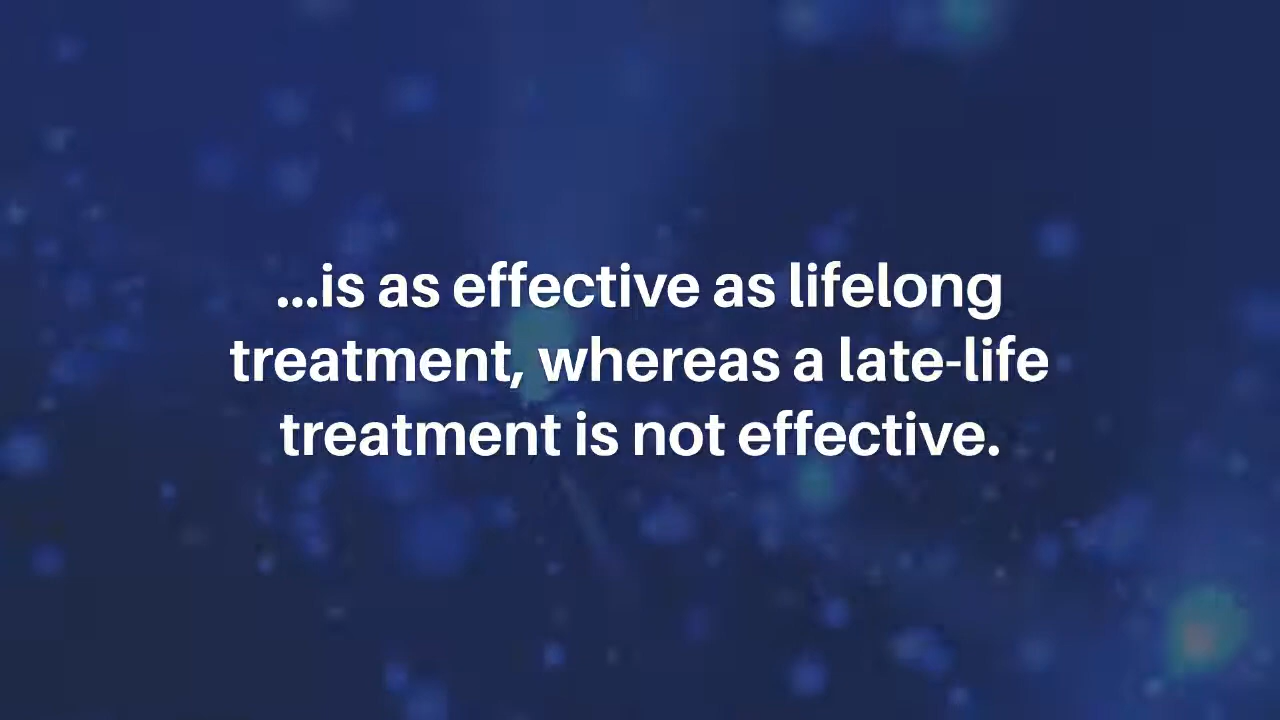 ...is as effective as lifelong
treatment, whereas a late-life
treatment is not effective.